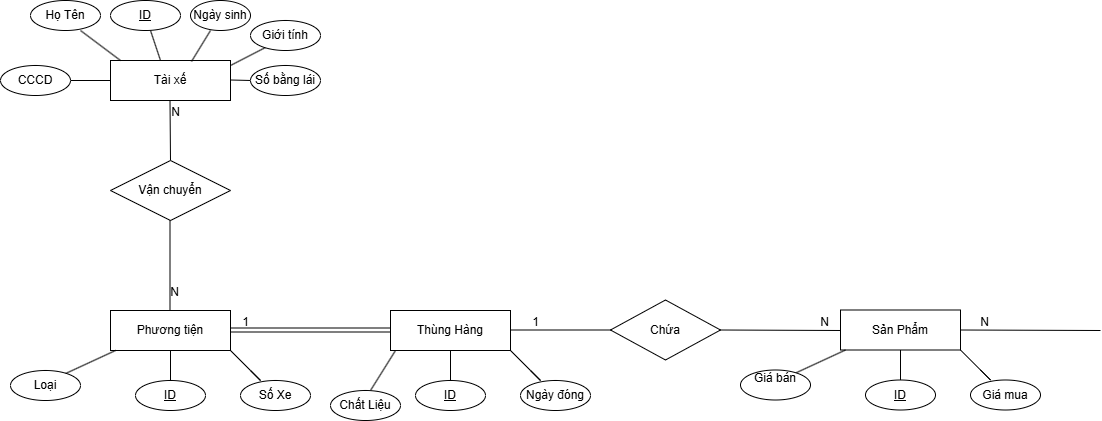 Họ Tên
ID
Ngày sinh
Giới tính
CCCD
Tài xế
Số bằng lái
N
Vận chuyển
N
Phương tiện
1
Thùng Hàng
1
Chứa
N
Sản Phẩm
N
Loại
ID
Số Xe
Chất Liệu
ID
Ngày đóng
Giá bán
ID
Giá mua